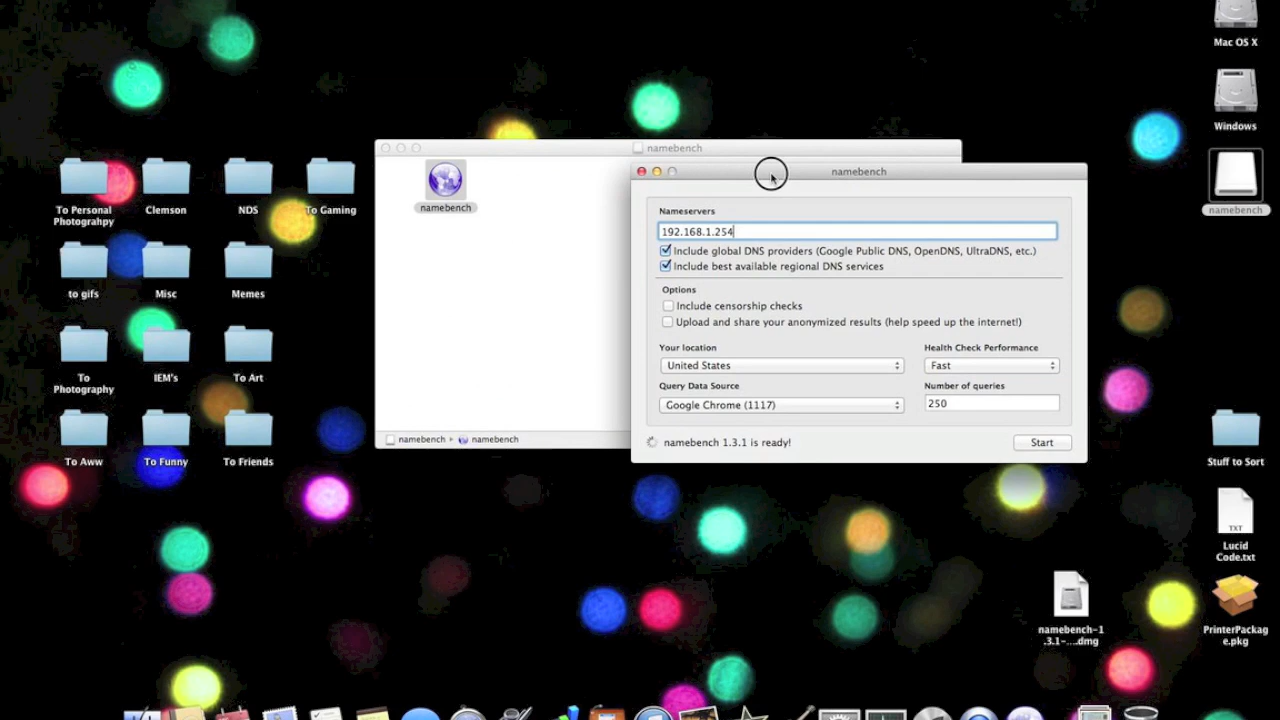 Mac OS X
Windows
namebench
To Personal
Photograhpy
Clemson
NDS
To Gaming
to gifs
Misc
Memes
To
Photography
IEM's
To Art
To Aww
To Funny
To Friends
namebench
namebench
namebench
namebench
namebench
Nameservers
192.168.1.254
Include global DNS providers (Google Public DNS, OpenDNS, UltraDNS, etc.)
Include best available regional DNS services
Options
Include censorship checks
Upload and share your anonymized results (help speed up the internet!)
Your location
Health Check Performance
United States
Fast
Query Data Source
Number of queries
Google Chrome (1117)
250
namebench 1.3.1 is ready!
Start
Stuff to Sort
TXT
Lucid
Code.txt
namebench-1
.3.1-....dmg
PrinterPackag
e.pkg